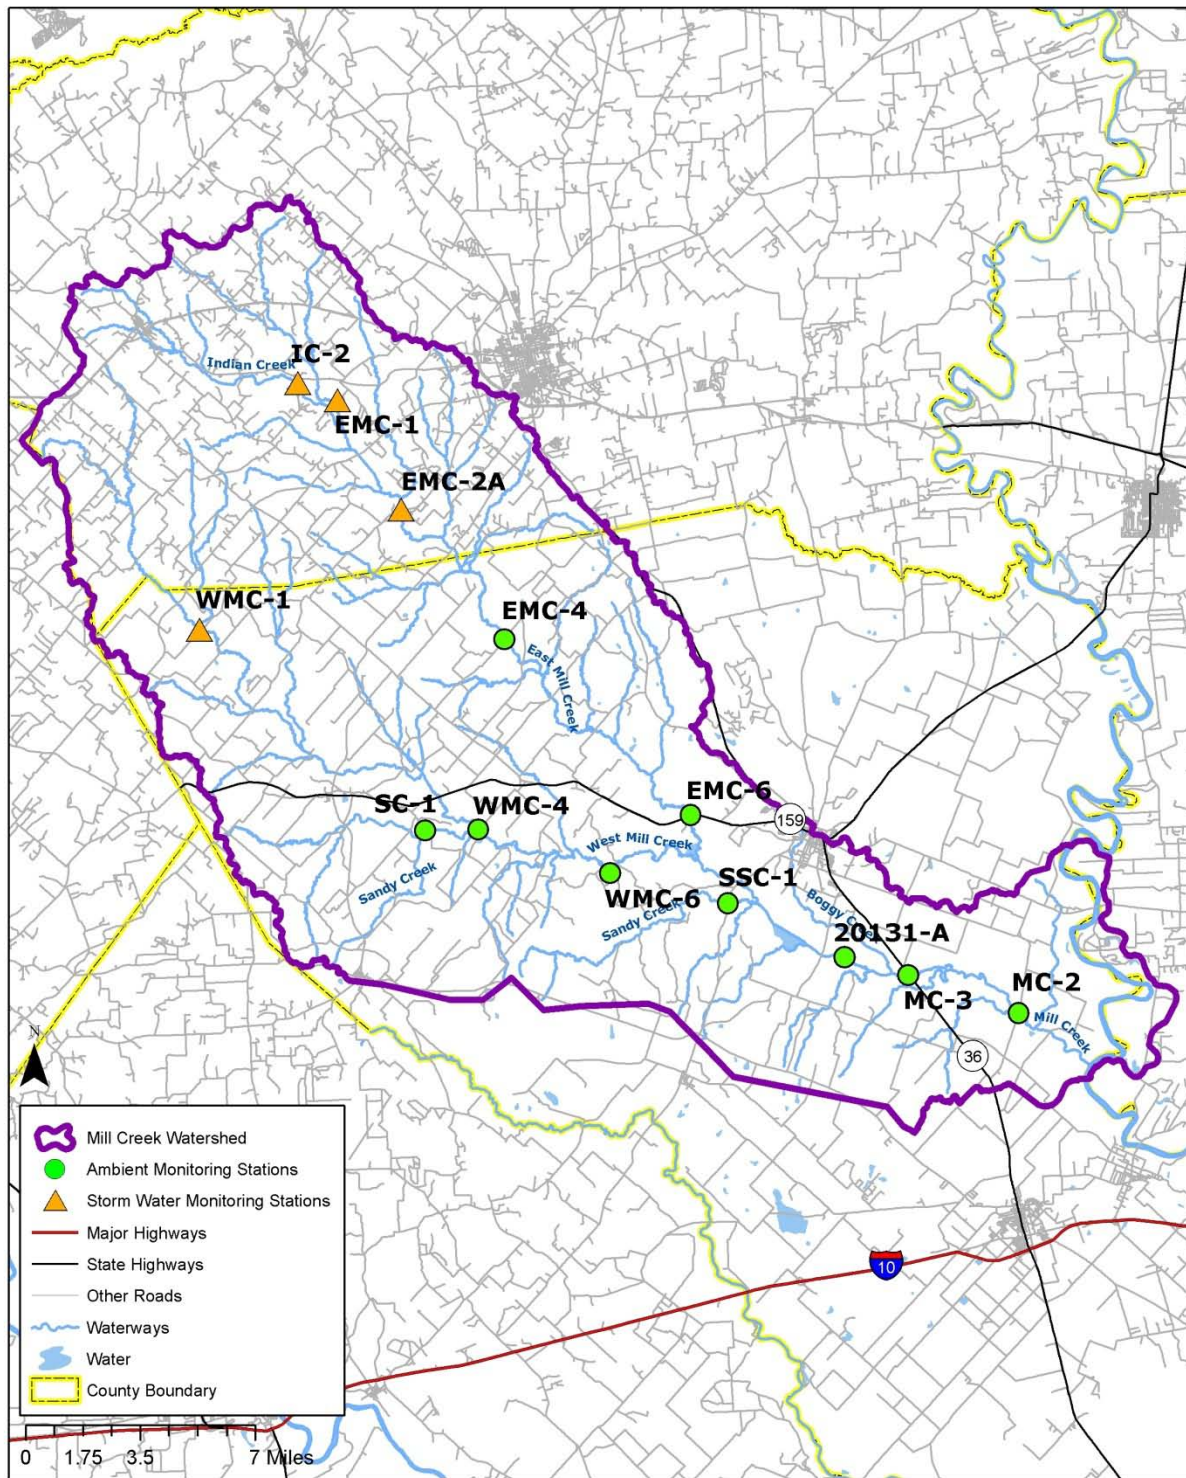 IC-2
Indian Creek
EMC-1
EMC-2A
WMC-1
EMC-4
East Mill Creek
EMC-6
159
SC-1
WMC-4
West Mill Creek
Sandy Creek
WMC-6
SSC-1
Sandy Creek
Boggy Creek
20131-A
MC-3
MC-2
Mill Creek
36
N
Mill Creek Watershed
Ambient Monitoring Stations
Storm Water Monitoring Stations
Major Highways
State Highways
Other Roads
Waterways
Water
County Boundary
10
0 1.75 3.5 7 Miles